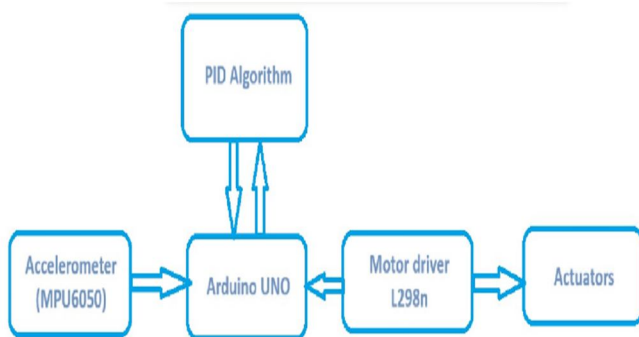 PID Algorithm
Accelerometer
(MPU6050)
Arduino UNO
Motor driver
L298n
Actuators